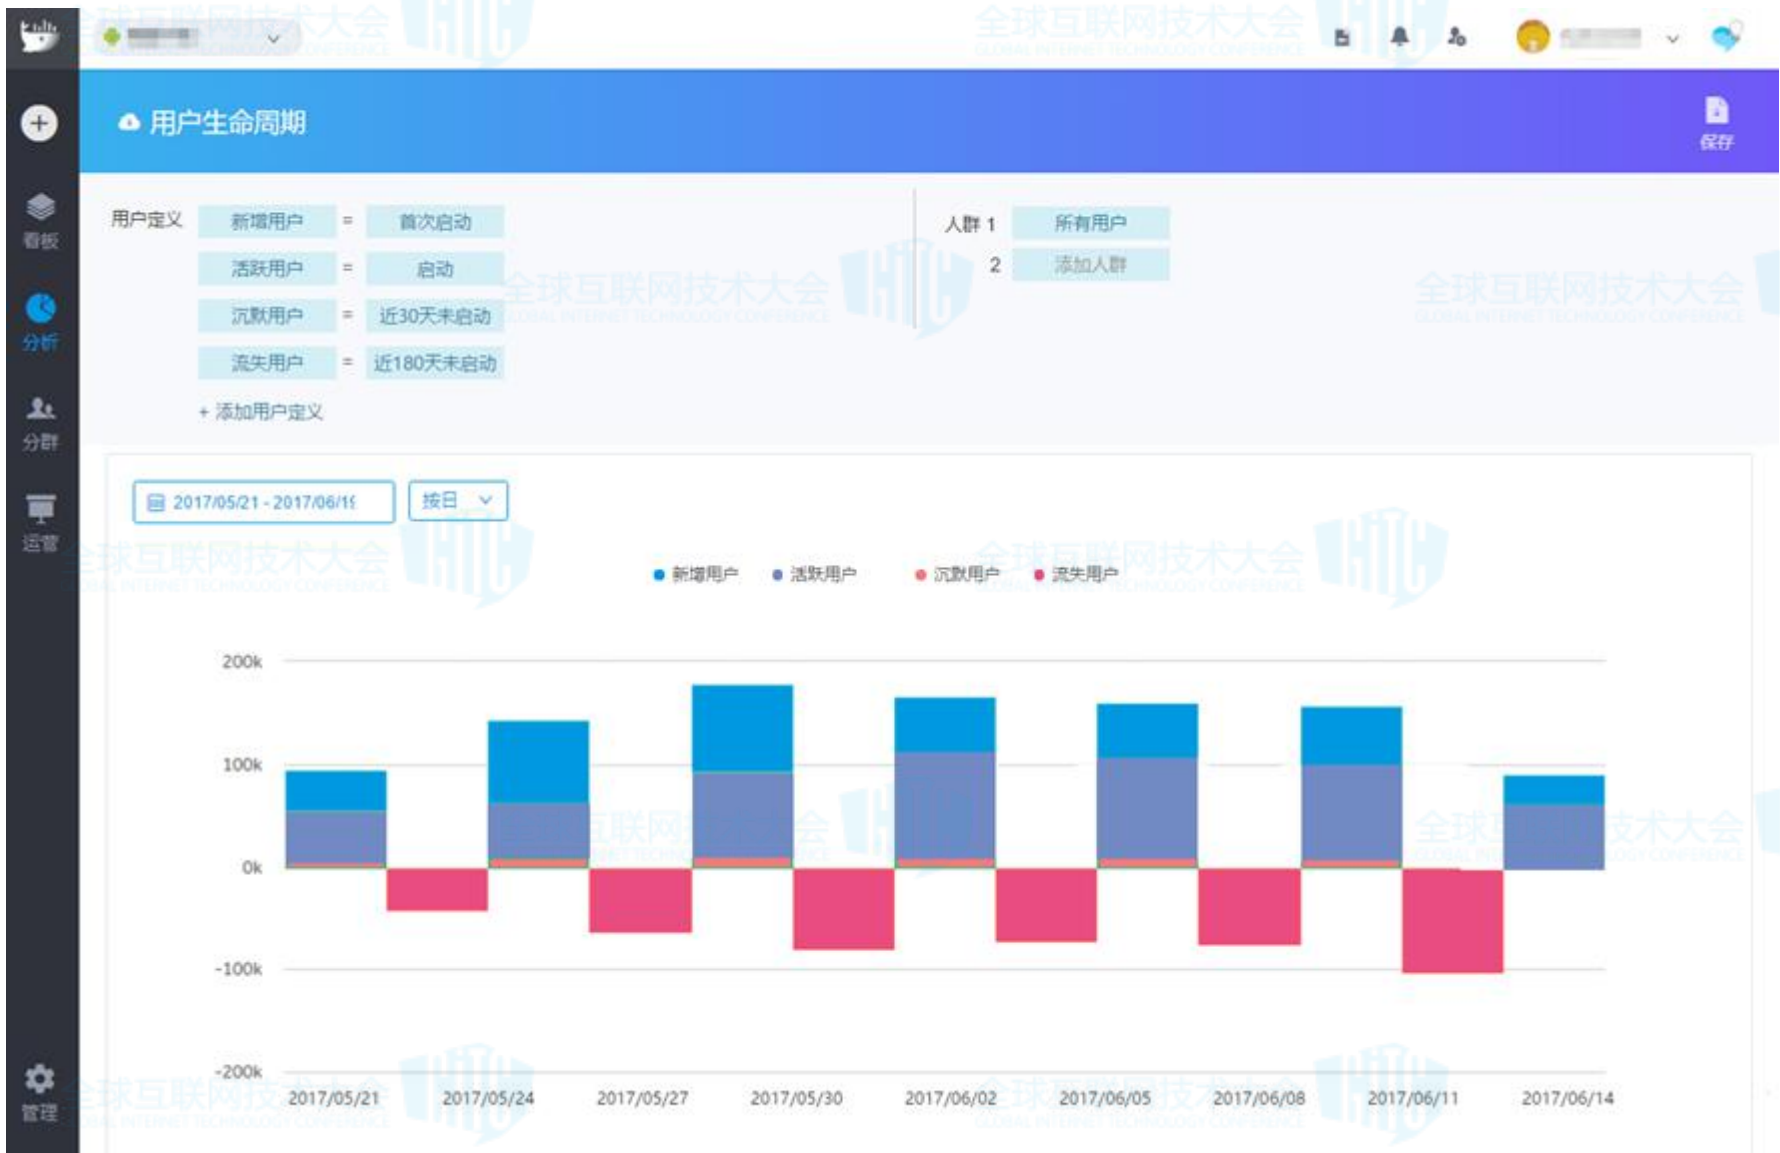 用户生命周期
保存
看板
分析
分群
运营
管理
用户定义 新增用户 = 首次启动
活跃用户 = 启动
沉默用户 = 近30天未启动
流失用户 = 近180天未启动
+ 添加用户定义
人群 1 所有用户
2 添加人群
2017/05/21 - 2017/06/19
按日
新增用户 活跃用户 沉默用户 流失用户
200k
100k
0k
-100k
-200k
2017/05/21 2017/05/24 2017/05/27 2017/05/30 2017/06/02 2017/06/05 2017/06/08 2017/06/11 2017/06/14
全球互联网技术大会
GLOBAL INTERNET TECHNOLOGY CONFERENCE